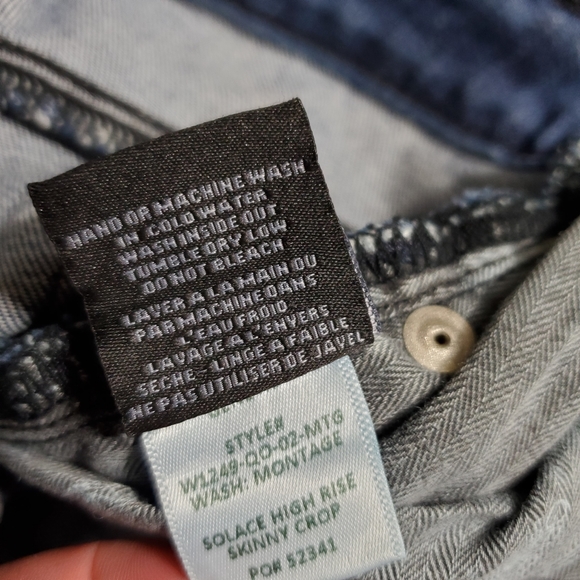 HAND OR MACHINE WASH
IN COLD WATER
WASH INSIDE OUT
TUMBLE DRY LOW
DO NOT BLEACH
LAVER A LA MAIN OU
PAR MACHINE DANS
L'EAU FROID
LAVAGE A L'ENVERS
SECHE LINGE A FAIBLE
NE PAS UTILISER DE JAVEL
STYLE#
W1249-QO-02-MTG
WASH: MONTAGE
SOLACE HIGH RISE
SKINNY CROP
PO# 52341